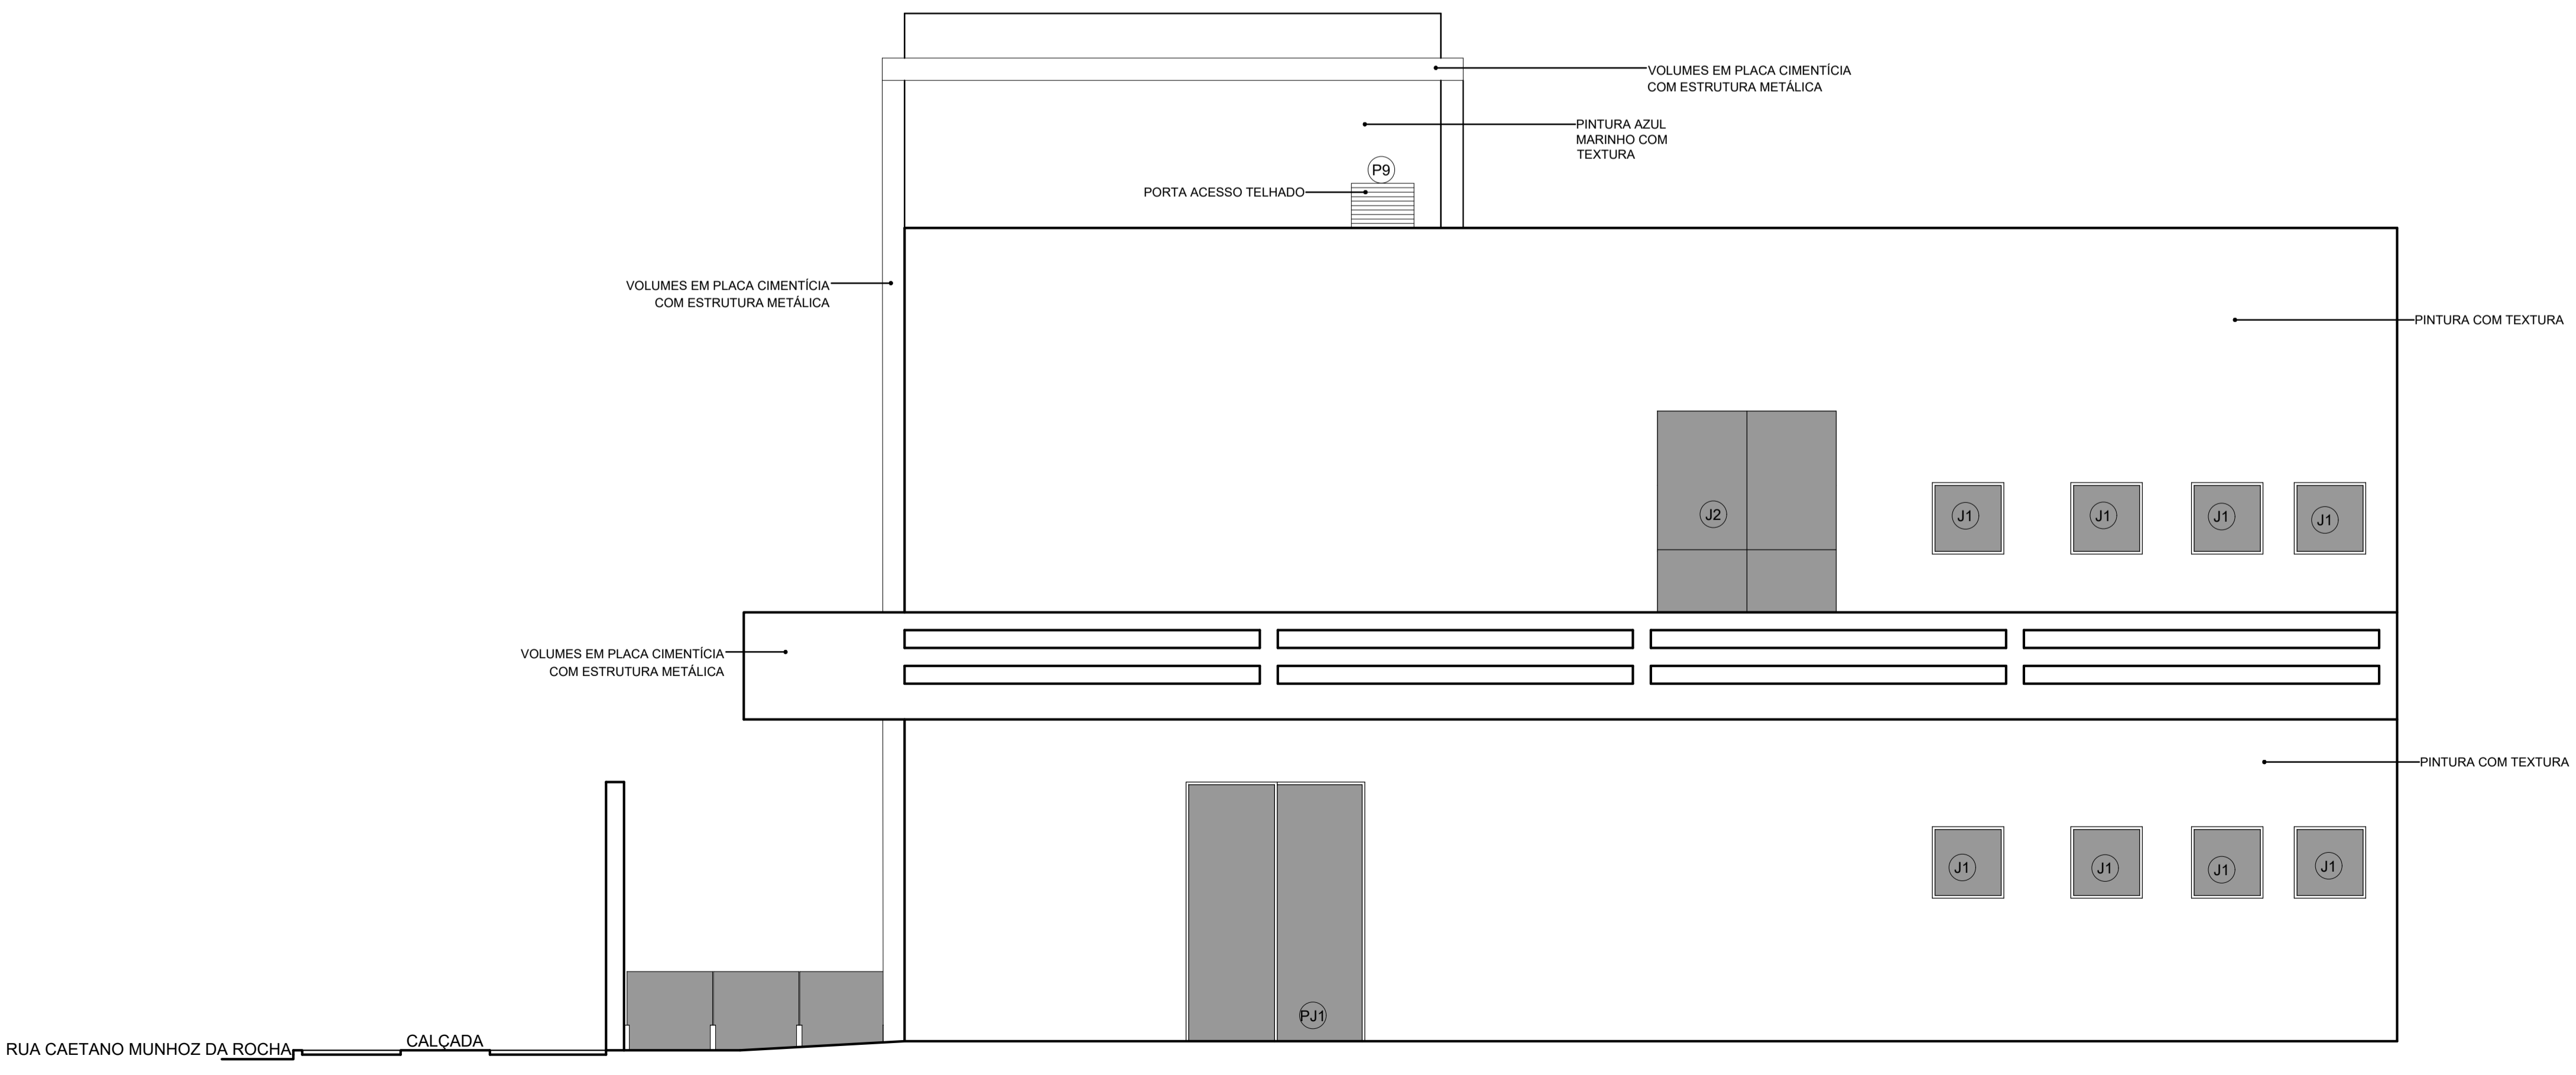 VOLUMES EM PLACA CIMENTÍCIA
COM ESTRUTURA METÁLICA
PINTURA AZUL
MARINHO COM
TEXTURA
P9
PORTA ACESSO TELHADO
VOLUMES EM PLACA CIMENTÍCIA
COM ESTRUTURA METÁLICA
PINTURA COM TEXTURA
J2
J1
J1
J1
J1
VOLUMES EM PLACA CIMENTÍCIA
COM ESTRUTURA METÁLICA
PINTURA COM TEXTURA
J1
J1
J1
J1
PJ1
CALÇADA
RUA CAETANO MUNHOZ DA ROCHA